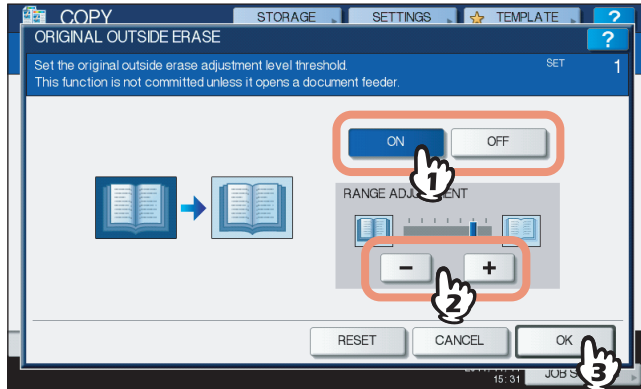 COPY STORAGE SETTINGS TEMPLATE ?
ORIGINAL OUTSIDE ERASE ?
Set the original outside erase adjustment level threshold. SET 1
This function is not committed unless it opens a document feeder.
ON OFF
1
RANGE ADJU ENT
- +
2
RESET CANCEL OK
3
15:31 JOB S